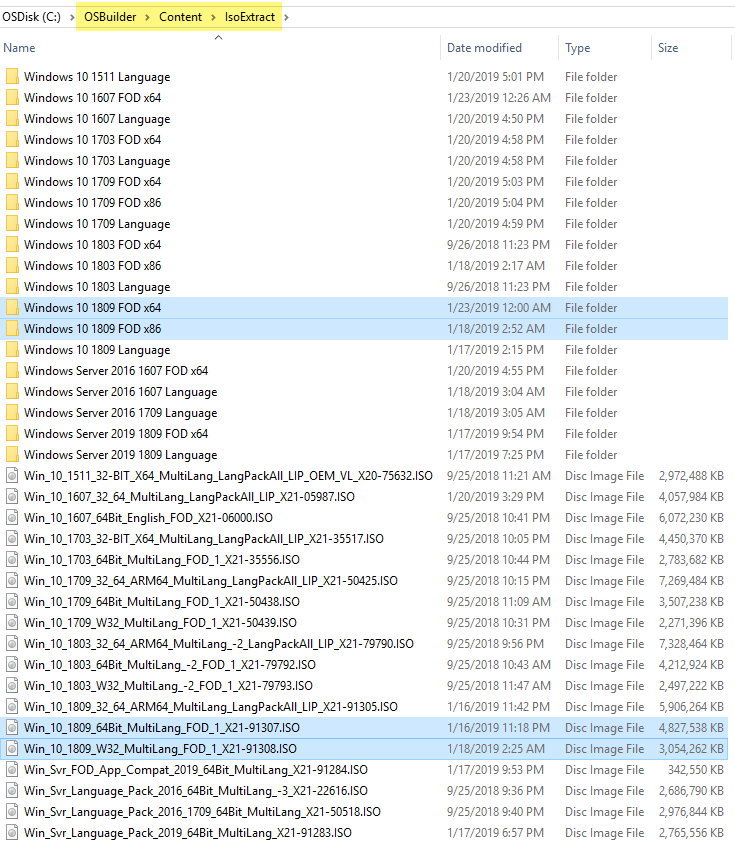 OSDisk (C:) > OSBuilder > Content > IsoExtract >
Name Date modified Type Size
Windows 10 1511 Language 1/20/2019 5:01 PM File folder
Windows 10 1607 FOD x64 1/23/2019 12:26 AM File folder
Windows 10 1607 Language 1/20/2019 4:50 PM File folder
Windows 10 1703 FOD x64 1/20/2019 4:58 PM File folder
Windows 10 1703 Language 1/20/2019 4:58 PM File folder
Windows 10 1709 FOD x64 1/20/2019 5:03 PM File folder
Windows 10 1709 FOD x86 1/20/2019 5:04 PM File folder
Windows 10 1709 Language 1/20/2019 4:59 PM File folder
Windows 10 1803 FOD x64 9/26/2018 11:23 PM File folder
Windows 10 1803 FOD x86 1/18/2019 2:17 AM File folder
Windows 10 1803 Language 9/26/2018 11:23 PM File folder
Windows 10 1809 FOD x64 1/23/2019 12:00 AM File folder
Windows 10 1809 FOD x86 1/18/2019 2:52 AM File folder
Windows 10 1809 Language 1/17/2019 2:15 PM File folder
Windows Server 2016 1607 FOD x64 1/20/2019 4:55 PM File folder
Windows Server 2016 1607 Language 1/18/2019 3:04 AM File folder
Windows Server 2016 1709 Language 1/18/2019 3:05 AM File folder
Windows Server 2019 1809 FOD x64 1/17/2019 9:54 PM File folder
Windows Server 2019 1809 Language 1/17/2019 7:25 PM File folder
Win_10_1511_32-BIT_X64_MultiLang_LangPackAll_LIP_OEM_VL_X20-75632.ISO 9/25/2018 11:21 AM Disc Image File 2,972,488 KB
Win_10_1607_32_64_MultiLang_LangPackAll_LIP_X21-05987.ISO 1/20/2019 3:29 PM Disc Image File 4,057,984 KB
Win_10_1607_64Bit_English_FOD_X21-06000.ISO 9/25/2018 10:41 PM Disc Image File 6,072,230 KB
Win_10_1703_32-BIT_X64_MultiLang_LangPackAll_LIP_X21-35517.ISO 9/25/2018 10:05 PM Disc Image File 4,450,370 KB
Win_10_1703_64Bit_MultiLang_FOD_1_X21-35556.ISO 9/25/2018 10:44 PM Disc Image File 2,783,682 KB
Win_10_1709_32_64_ARM64_MultiLang_LangPackAll_LIP_X21-50425.ISO 9/25/2018 10:15 PM Disc Image File 7,269,484 KB
Win_10_1709_64Bit_MultiLang_FOD_1_X21-50438.ISO 9/25/2018 11:09 AM Disc Image File 3,507,238 KB
Win_10_1709_W32_MultiLang_FOD_1_X21-50439.ISO 9/25/2018 10:31 PM Disc Image File 2,271,396 KB
Win_10_1803_32_64_ARM64_MultiLang_-2_LangPackAll_LIP_X21-79790.ISO 9/25/2018 9:56 PM Disc Image File 7,328,464 KB
Win_10_1803_64Bit_MultiLang_-2_FOD_1_X21-79792.ISO 9/25/2018 10:43 AM Disc Image File 4,212,924 KB
Win_10_1803_W32_MultiLang_-2_FOD_1_X21-79793.ISO 9/25/2018 11:47 AM Disc Image File 2,497,222 KB
Win_10_1809_32_64_ARM64_MultiLang_LangPackAll_LIP_X21-91305.ISO 1/16/2019 11:42 PM Disc Image File 5,906,264 KB
Win_10_1809_64Bit_MultiLang_FOD_1_X21-91307.ISO 1/16/2019 11:18 PM Disc Image File 4,827,538 KB
Win_10_1809_W32_MultiLang_FOD_1_X21-91308.ISO 1/18/2019 2:25 AM Disc Image File 3,054,262 KB
Win_Svr_FOD_App_Compat_2019_64Bit_MultiLang_X21-91284.ISO 1/17/2019 9:53 PM Disc Image File 342,550 KB
Win_Svr_Language_Pack_2016_64Bit_MultiLang_-3_X21-22616.ISO 9/25/2018 9:36 PM Disc Image File 2,686,790 KB
Win_Svr_Language_Pack_2016_1709_64Bit_MultiLang_X21-50518.ISO 9/25/2018 9:40 PM Disc Image File 2,976,844 KB
Win_Svr_Language_Pack_2019_64Bit_MultiLang_X21-91283.ISO 1/17/2019 6:57 PM Disc Image File 2,765,556 KB